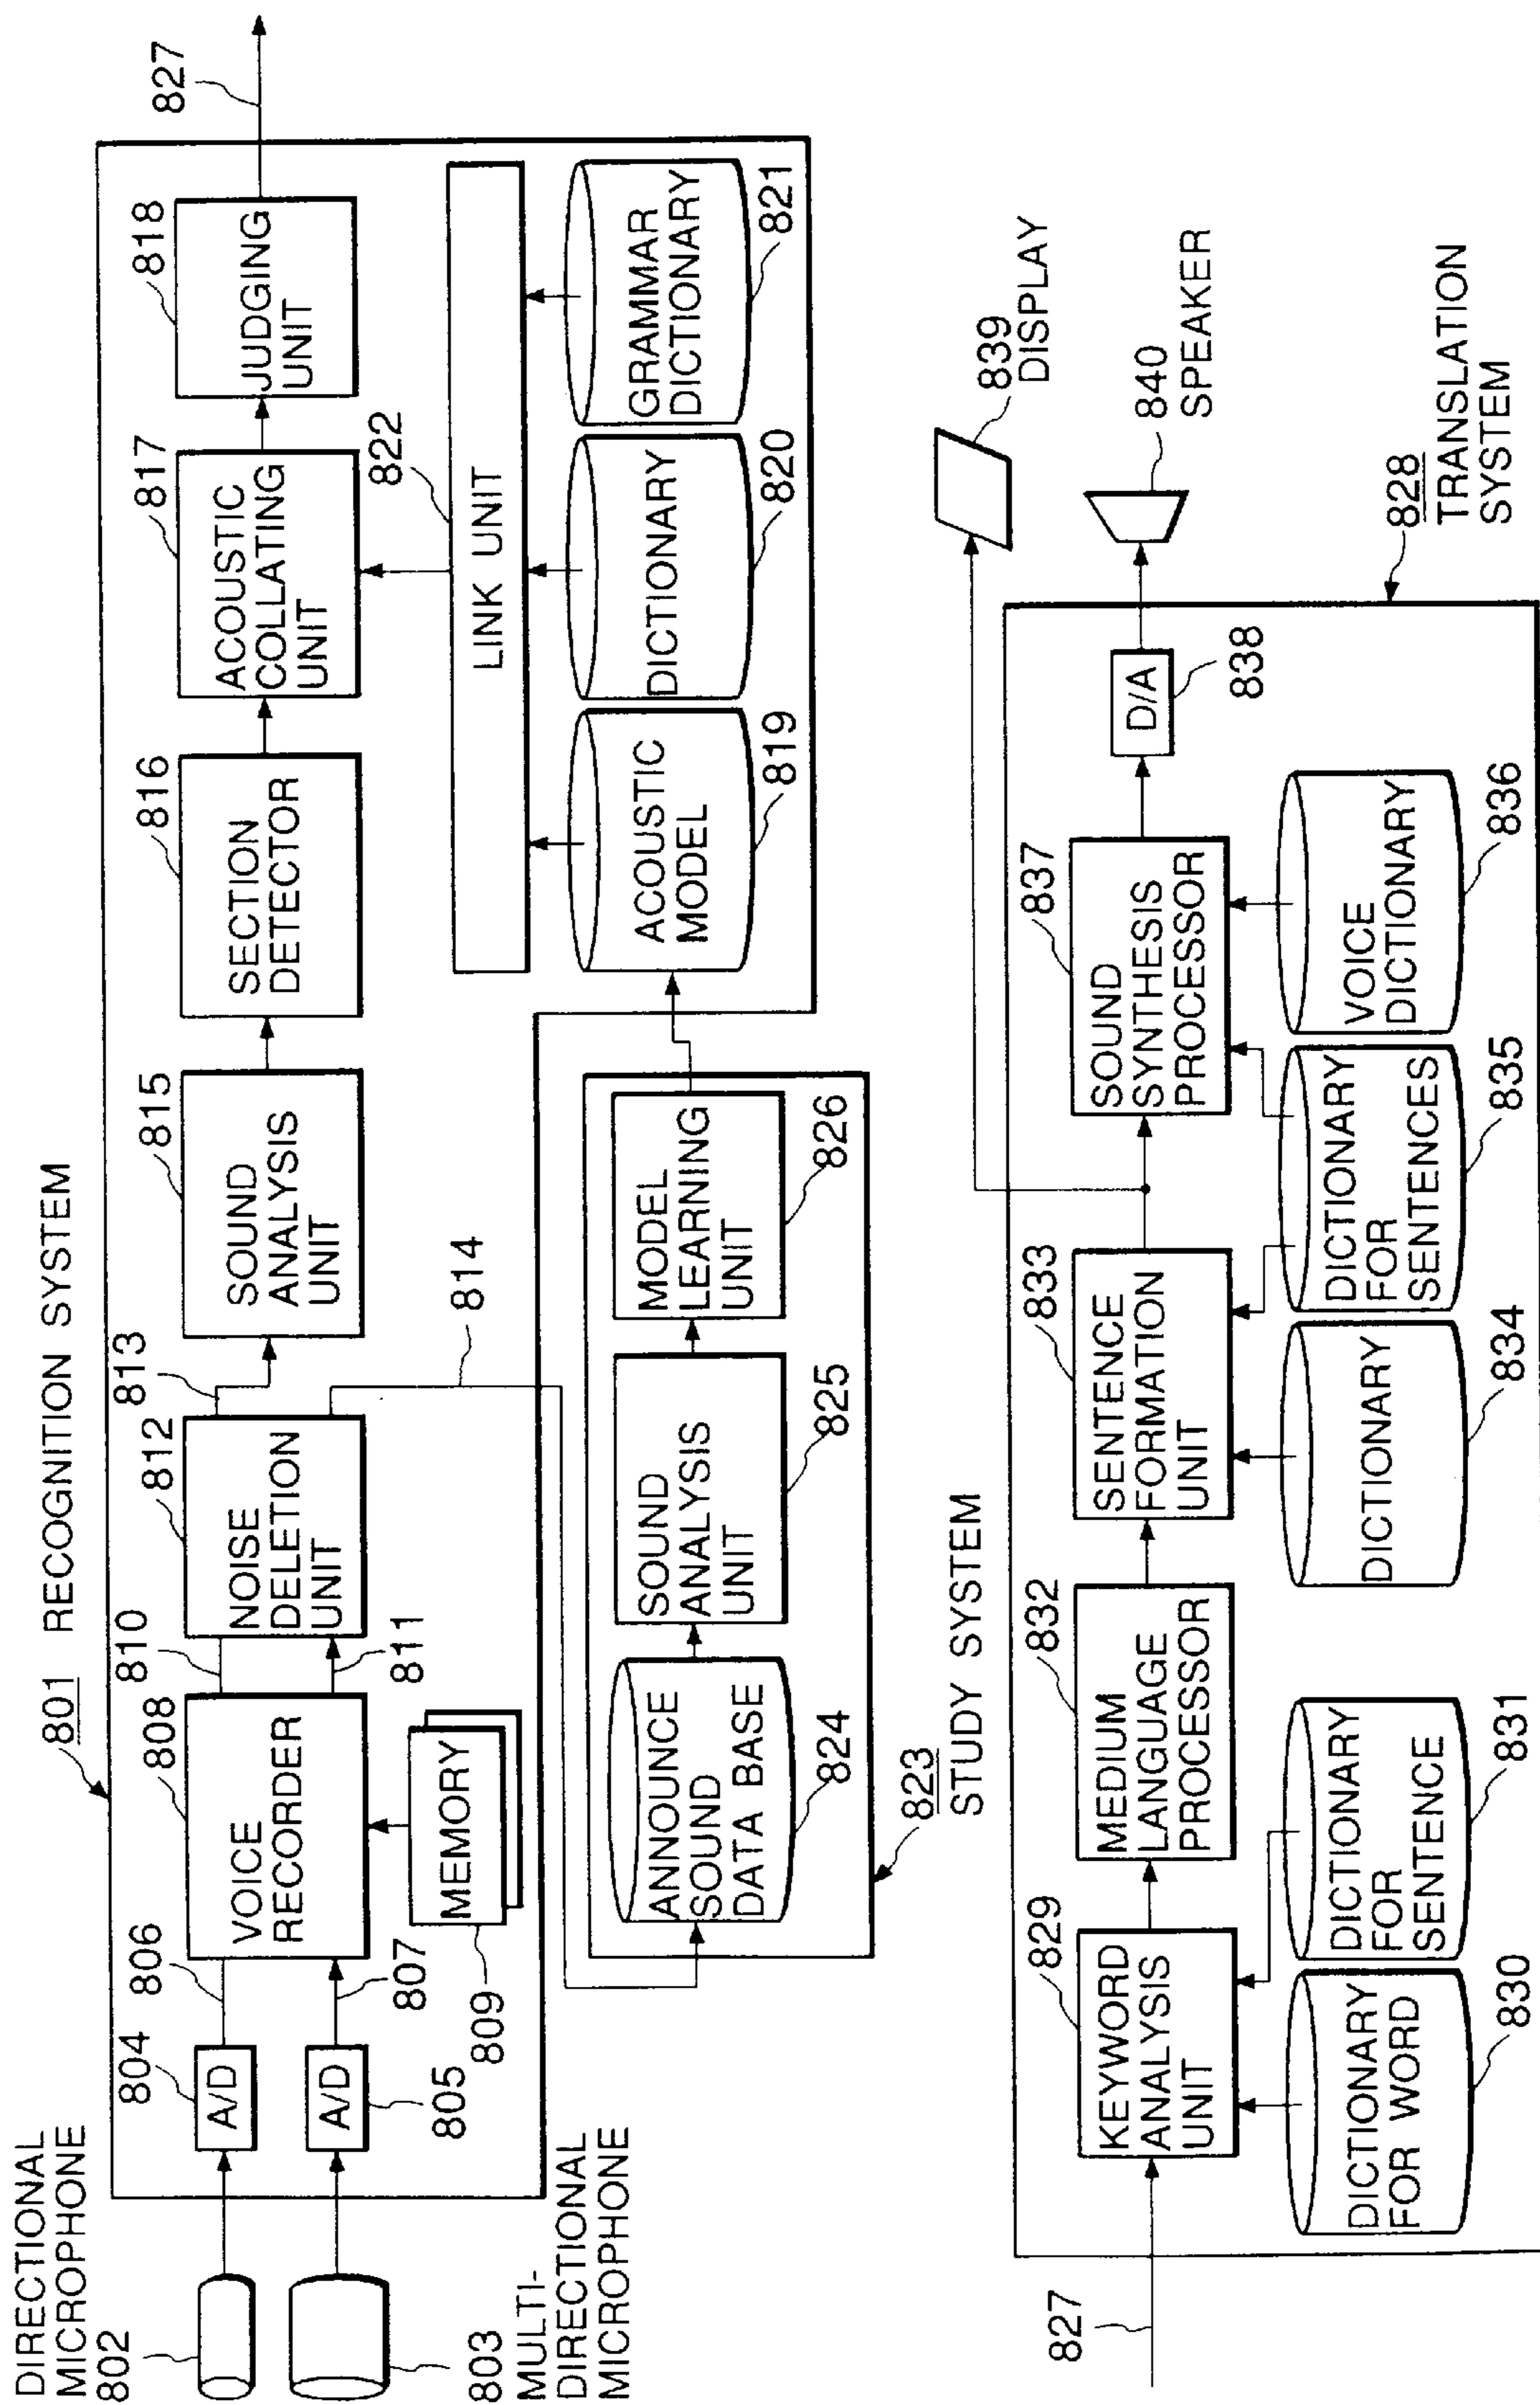 801 RECOGNITION SYSTEM
DIRECTIONAL
MICROPHONE
802
803
MULTI-
DIRECTIONAL
MICROPHONE
804
A/D
A/D
805
806
807
808
VOICE
RECORDER
MEMORY
809
810
811
812
NOISE
DELETION
UNIT
813
814
815
SOUND
ANALYSIS
UNIT
816
SECTION
DETECTOR
817
ACOUSTIC
COLLATING
UNIT
818
JUDGING
UNIT
827
822
LINK UNIT
ACOUSTIC
MODEL
819
DICTIONARY
820
GRAMMAR
DICTIONARY
821
ANNOUNCE
SOUND
DATA BASE
824
SOUND
ANALYSIS
UNIT
825
MODEL
LEARNING
UNIT
826
823
STUDY SYSTEM
827
829
KEYWORD
ANALYSIS
UNIT
DICTIONARY
FOR WORD
830
DICTIONARY
FOR
SENTENCE
831
832
MEDIUM
LANGUAGE
PROCESSOR
833
SENTENCE
FORMATION
UNIT
DICTIONARY
834
DICTIONARY
FOR
SENTENCES
835
837
SOUND
SYNTHESIS
PROCESSOR
VOICE
DICTIONARY
836
D/A
838
839
DISPLAY
840
SPEAKER
828
TRANSLATION
SYSTEM